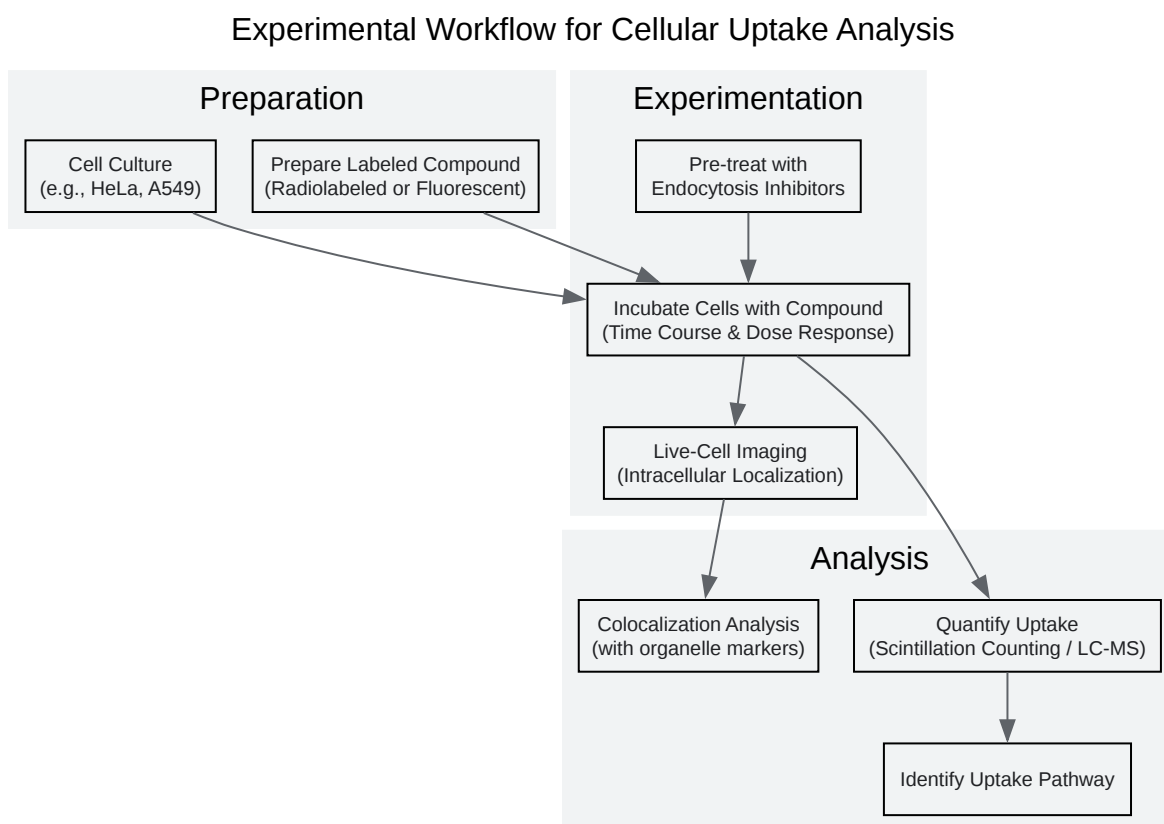 Experimental Workflow for Cellular Uptake Analysis
Preparation
Experimentation
Cell Culture
(e.g., HeLa, A549)
Prepare Labeled Compound
(Radiolabeled or Fluorescent)
Pre-treat with
Endocytosis Inhibitors
Incubate Cells with Compound
(Time Course & Dose Response)
Live-Cell Imaging
(Intracellular Localization)
Analysis
Colocalization Analysis
(with organelle markers)
Quantify Uptake
(Scintillation Counting / LC-MS)
Identify Uptake Pathway